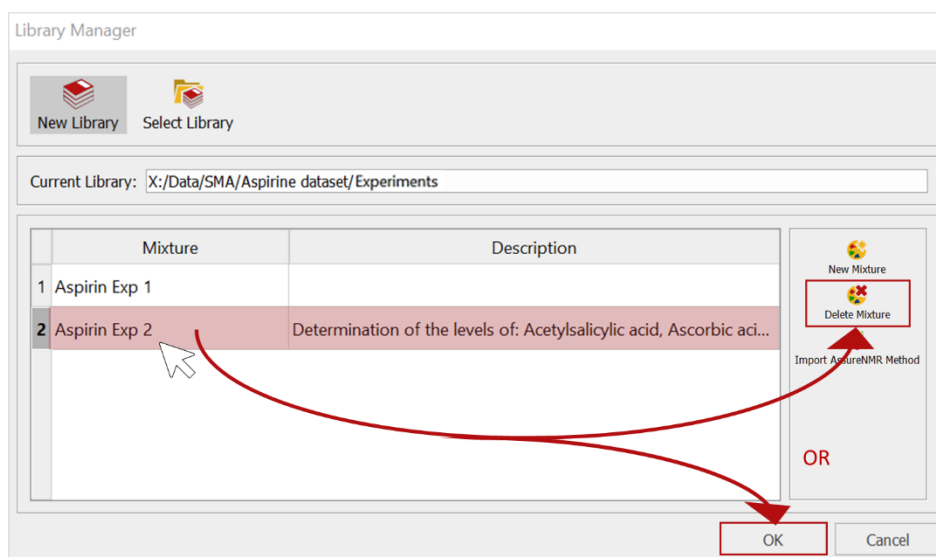 Library Manager
New Library Select Library
Current Library: X:/Data/SMA/Aspirine dataset/Experiments
Mixture Description
1 Aspirin Exp 1
2 Aspirin Exp 2 Determination of the levels of: Acetylsalicylic acid, Ascorbic aci...
New Mixture
Delete Mixture
Import AssureNMR Method
OR
OK Cancel